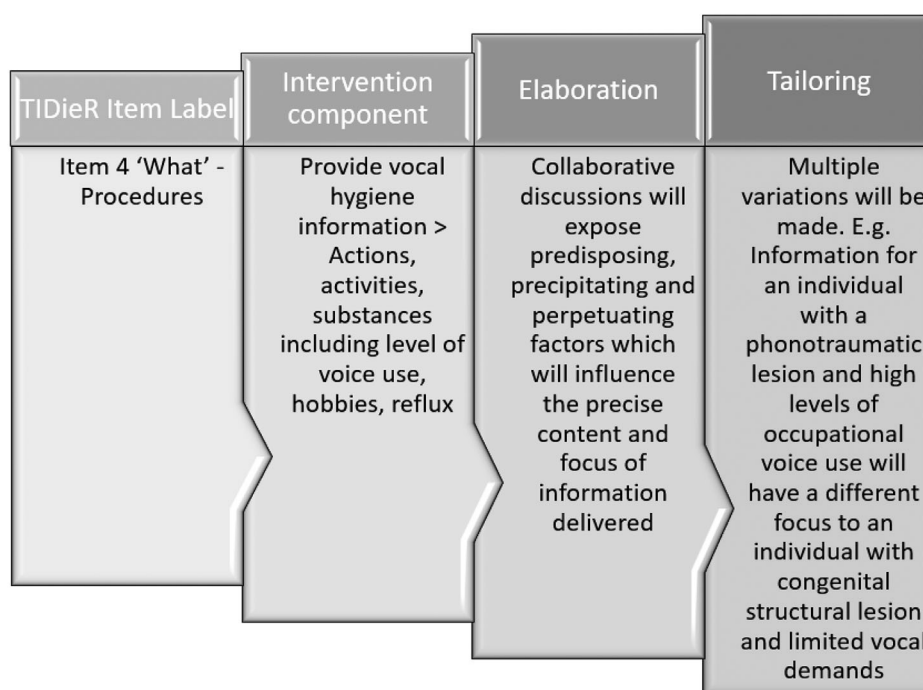 TIDieR Item Label
Item 4 ‘What’ -
Procedures
Intervention
component
Provide vocal
hygiene
information >
Actions,
activities,
substances
including level of
voice use,
hobbies, reflux
Elaboration
Collaborative
discussions will
expose
predisposing,
precipitating and
perpetuating
factors which
will influence
the precise
content and
focus of
information
delivered
Tailoring
Multiple
variations will be
made. E.g.
Information for
an individual
with a
phonotraumatic
lesion and high
levels of
occupational
voice use will
have a different
focus to an
individual with
congenital
structural lesion
and limited vocal
demands